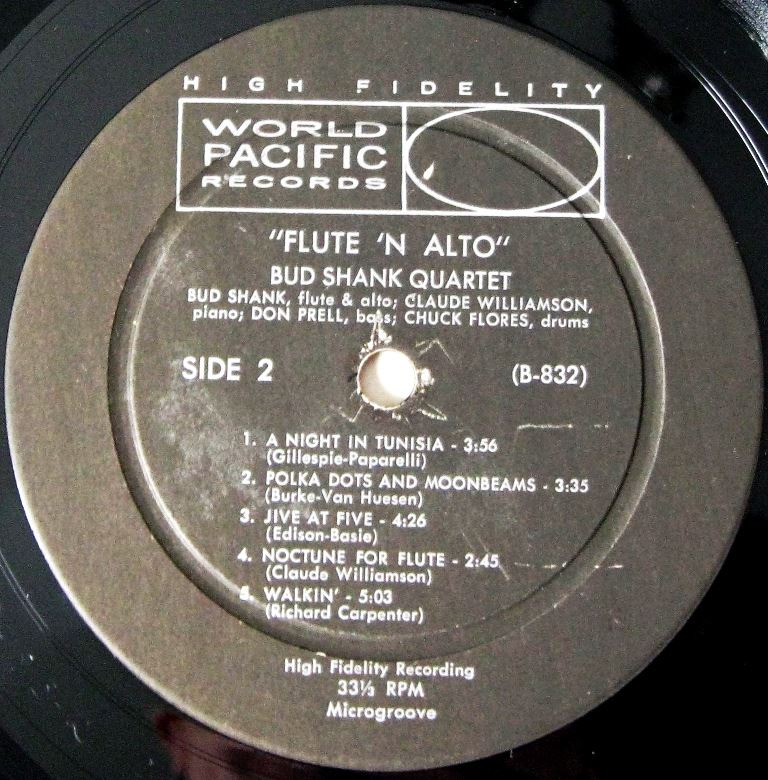 HIGH FIDELITY
WORLD
PACIFIC
RECORDS
"FLUTE 'N ALTO"
BUD SHANK QUARTET
BUD SHANK, flute & alto; CLAUDE WILLIAMSON,
piano; DON PRELL, bass; CHUCK FLORES, drums
SIDE 2
(B-832)
1. A NIGHT IN TUNISIA - 3:56
(Gillespie-Paparelli)
2. POLKA DOTS AND MOONBEAMS - 3:35
(Burke-Van Huesen)
3. JIVE AT FIVE - 4:26
(Edison-Basie)
4. NOCTUNE FOR FLUTE - 2:45
(Claude Williamson)
5. WALKIN' - 5:03
(Richard Carpenter)
High Fidelity Recording
33⅓ RPM
Microgroove